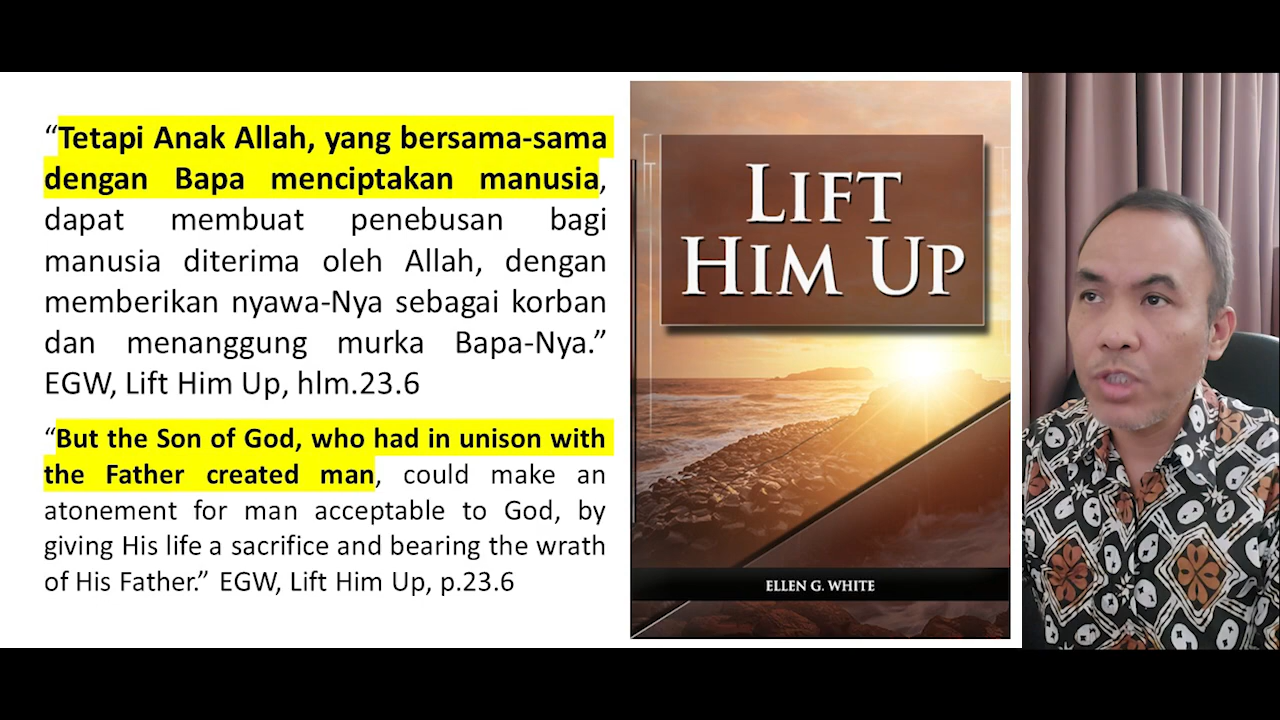 “Tetapi Anak Allah, yang bersama-sama
dengan Bapa menciptakan manusia,
dapat membuat penebusan bagi
manusia diterima oleh Allah, dengan
memberikan nyawa-Nya sebagai korban
dan menanggung murka Bapa-Nya.”
EGW, Lift Him Up, hlm.23.6
“But the Son of God, who had in unison with
the Father created man, could make an
atonement for man acceptable to God, by
giving His life a sacrifice and bearing the wrath
of His Father.” EGW, Lift Him Up, p.23.6
LIFT
HIM UP
ELLEN G. WHITE